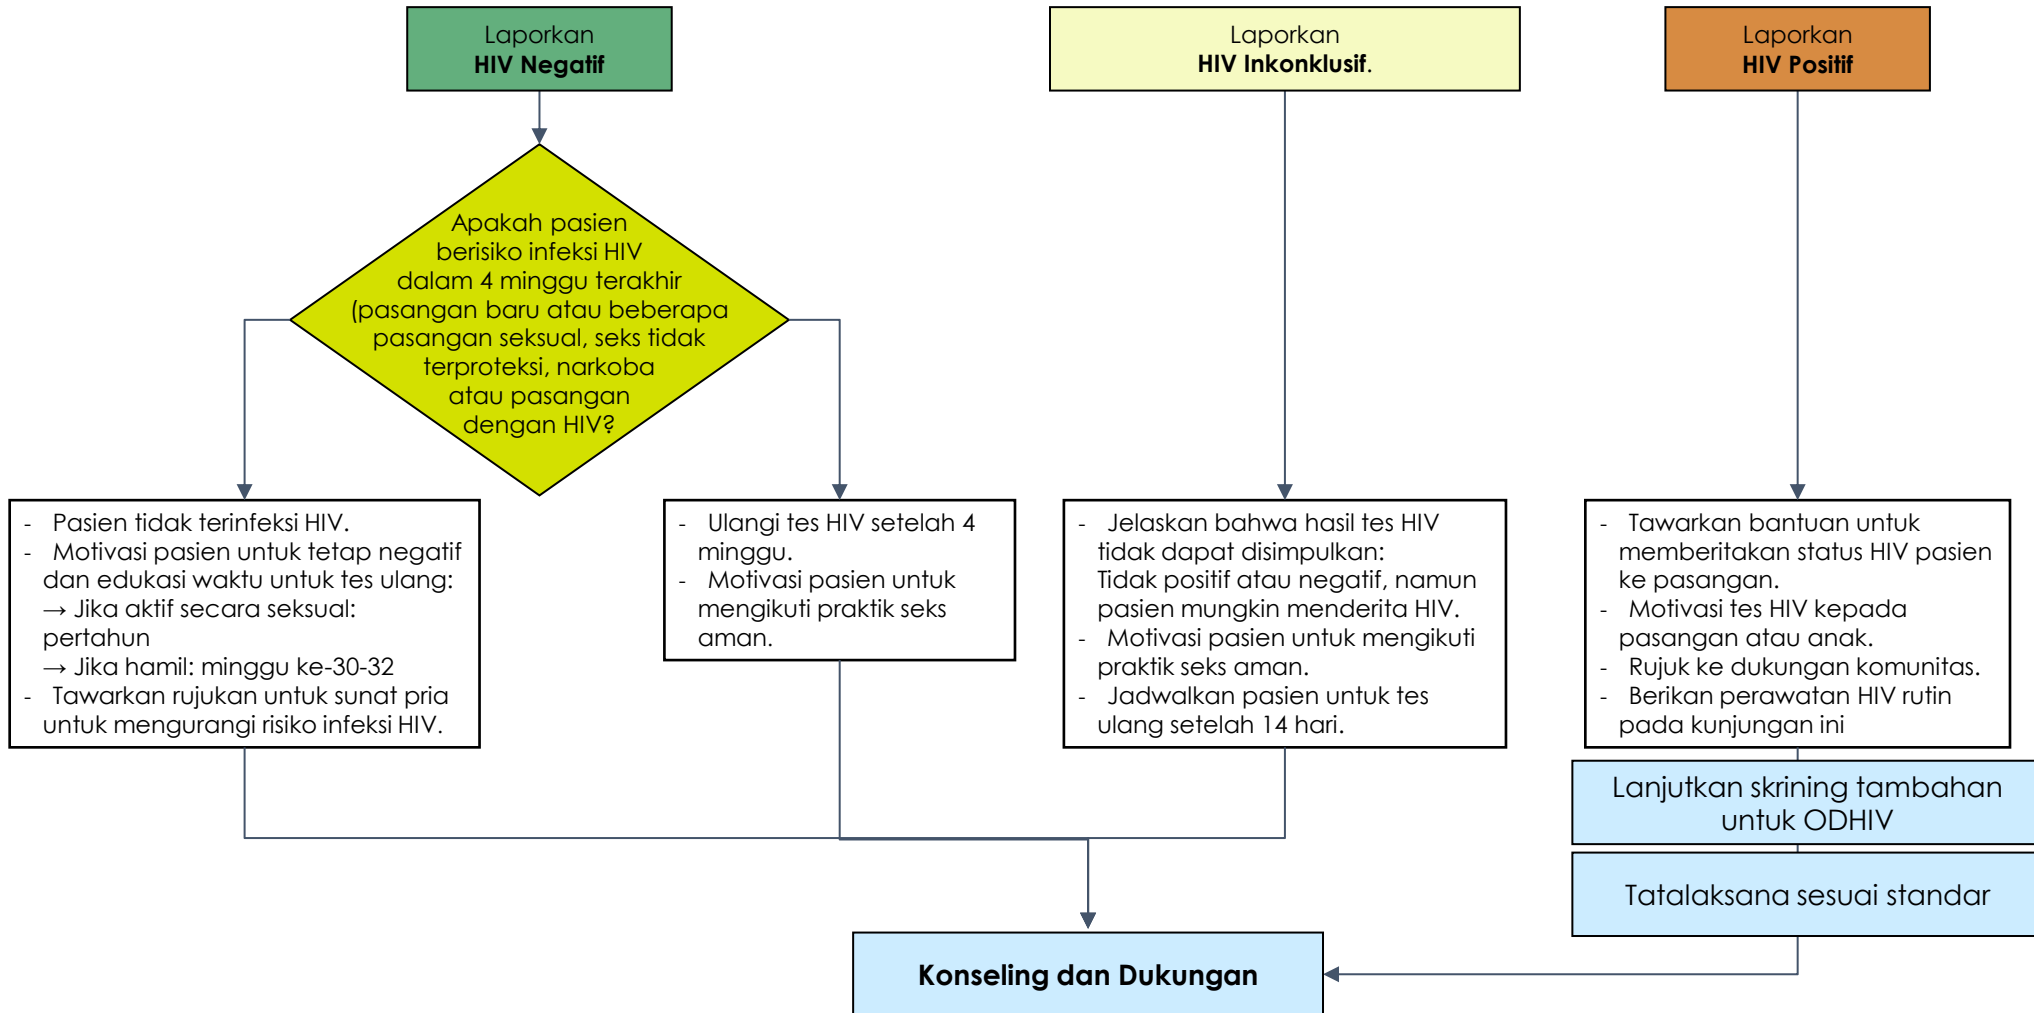 Laporkan
HIV Negatif
Laporkan
HIV Inkonklusif.
Laporkan
HIV Positif
Apakah pasien
berisiko infeksi HIV
dalam 4 minggu terakhir
(pasangan baru atau beberapa
pasangan seksual, seks tidak
terproteksi, narkoba
atau pasangan
dengan HIV?
- Pasien tidak terinfeksi HIV.
- Motivasi pasien untuk tetap negatif
dan edukasi waktu untuk tes ulang:
→ Jika aktif secara seksual:
pertahun
→ Jika hamil: minggu ke-30-32
- Tawarkan rujukan untuk sunat pria
untuk mengurangi risiko infeksi HIV.
- Ulangi tes HIV setelah 4
minggu.
- Motivasi pasien untuk
mengikuti praktik seks
aman.
- Jelaskan bahwa hasil tes HIV
tidak dapat disimpulkan:
Tidak positif atau negatif, namun
pasien mungkin menderita HIV.
- Motivasi pasien untuk mengikuti
praktik seks aman.
- Jadwalkan pasien untuk tes
ulang setelah 14 hari.
- Tawarkan bantuan untuk
memberitakan status HIV pasien
ke pasangan.
- Motivasi tes HIV kepada
pasangan atau anak.
- Rujuk ke dukungan komunitas.
- Berikan perawatan HIV rutin
pada kunjungan ini
Lanjutkan skrining tambahan
untuk ODHIV
Tatalaksana sesuai standar
Konseling dan Dukungan